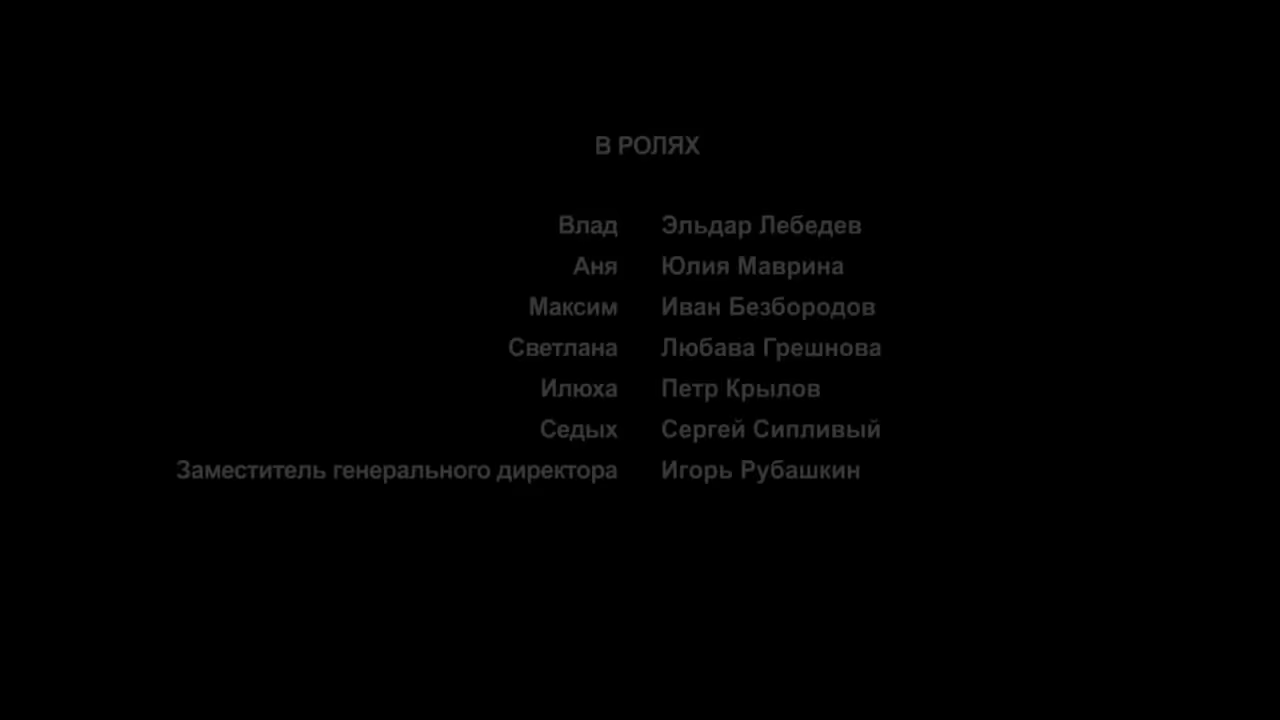 В РОЛЯХ
Влад Эльдар Лебедев
Аня Юлия Маврина
Максим Иван Безбородов
Светлана Любава Грешнова
Илюха Петр Крылов
Седых Сергей Сипливый
Заместитель генерального директора Игорь Рубашкин